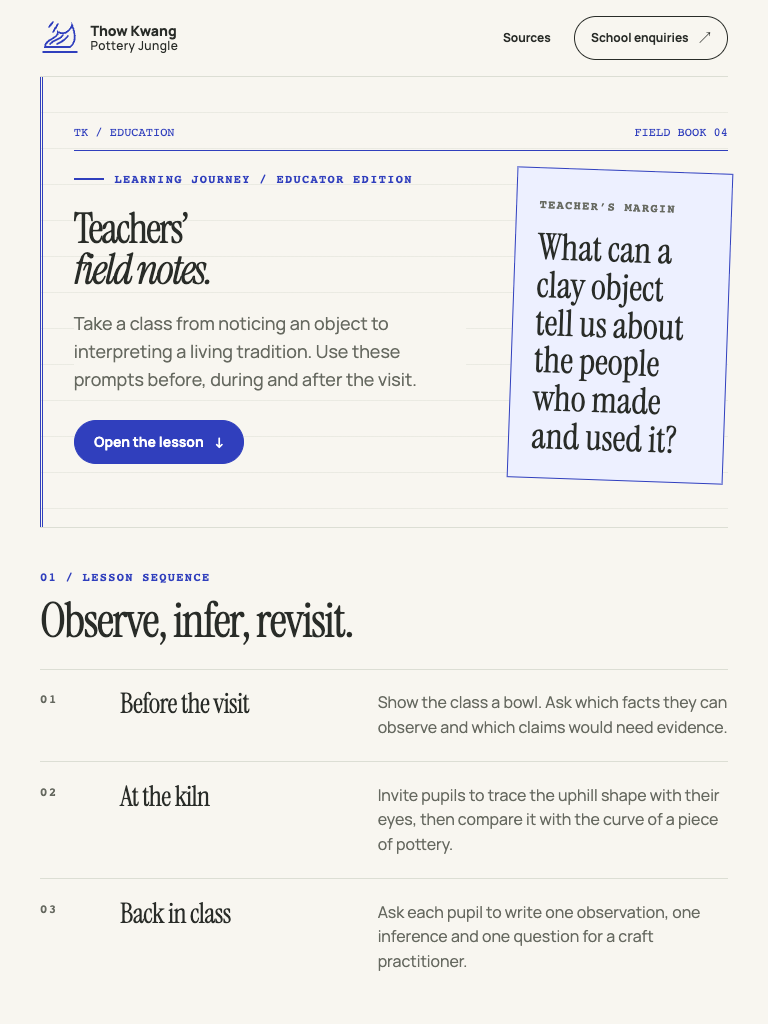 Thow Kwang
Pottery Jungle
Sources
School enquiries ↗
TK / EDUCATION
FIELD BOOK 04
LEARNING JOURNEY / EDUCATOR EDITION
Teachers’
field notes.
Take a class from noticing an object to
interpreting a living tradition. Use these
prompts before, during and after the visit.
Open the lesson ↓
TEACHER’S MARGIN
What can a
clay object
tell us about
the people
who made
and used it?
01 / LESSON SEQUENCE
Observe, infer, revisit.
01
Before the visit
Show the class a bowl. Ask which facts they can
observe and which claims would need evidence.
02
At the kiln
Invite pupils to trace the uphill shape with their
eyes, then compare it with the curve of a piece
of pottery.
03
Back in class
Ask each pupil to write one observation, one
inference and one question for a craft
practitioner.